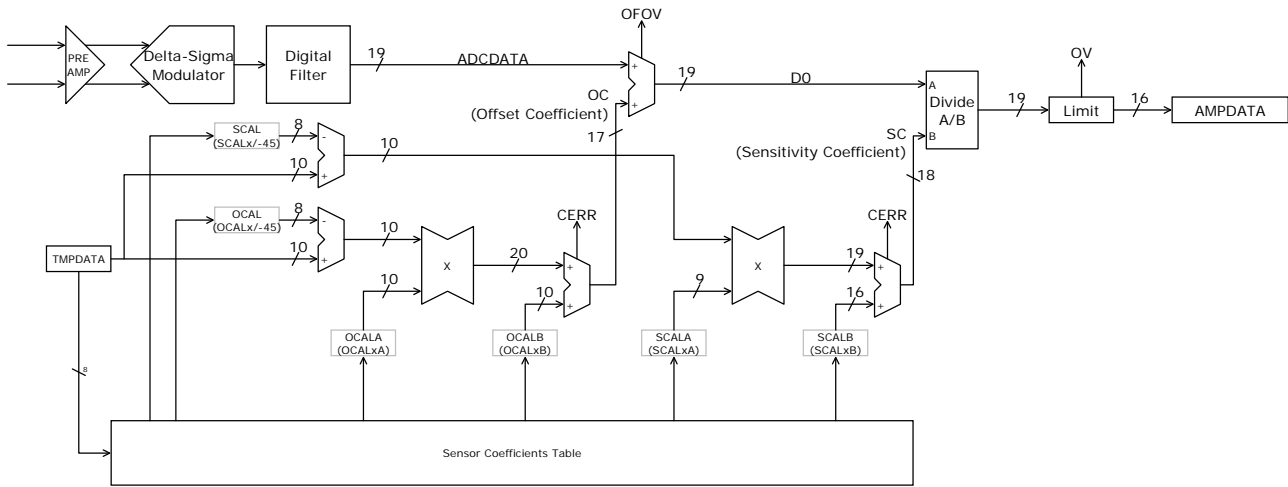 OFOV
PRE
AMP
Delta-Sigma
Modulator
Digital
Filter
19
ADCDATA
+
+
19
D0
OC
(Offset Coefficient)
17
OV
A
B
Divide
A/B
19
Limit
16
AMPDATA
SC
(Sensitivity Coefficient)
18
SCAL
(SCALx/-45)
8
-
10
+
10
OCAL
(OCALx/-45)
8
-
10
+
10
TMPDATA
8
X
10
20
CERR
+
10
+
X
9
19
CERR
+
16
+
OCALA
(OCALxA)
OCALB
(OCALxB)
SCALA
(SCALxA)
SCALB
(SCALxB)
Sensor Coefficients Table